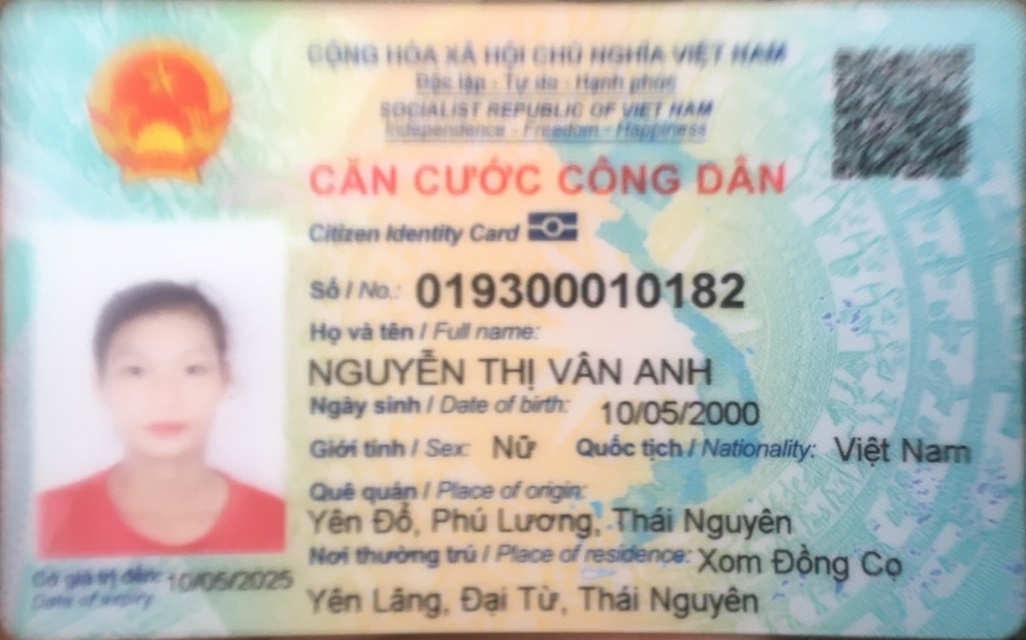 CỘNG HÒA XÃ HỘI CHỦ NGHĨA VIỆT NAM
Độc lập - Tự do - Hạnh phúc
SOCIALIST REPUBLIC OF VIET NAM
Independence - Freedom - Happiness
CĂN CƯỚC CÔNG DÂN
Citizen Identity Card
Số / No.: 019300010182
Họ và tên / Full name:
NGUYỄN THỊ VÂN ANH
Ngày sinh / Date of birth: 10/05/2000
Giới tính / Sex: Nữ Quốc tịch / Nationality: Việt Nam
Quê quán / Place of origin:
Yên Đổ, Phú Lương, Thái Nguyên
Nơi thường trú / Place of residence: Xom Đồng Cọ
Yên Lãng, Đại Từ, Thái Nguyên
Có giá trị đến: 10/05/2025
Date of expiry